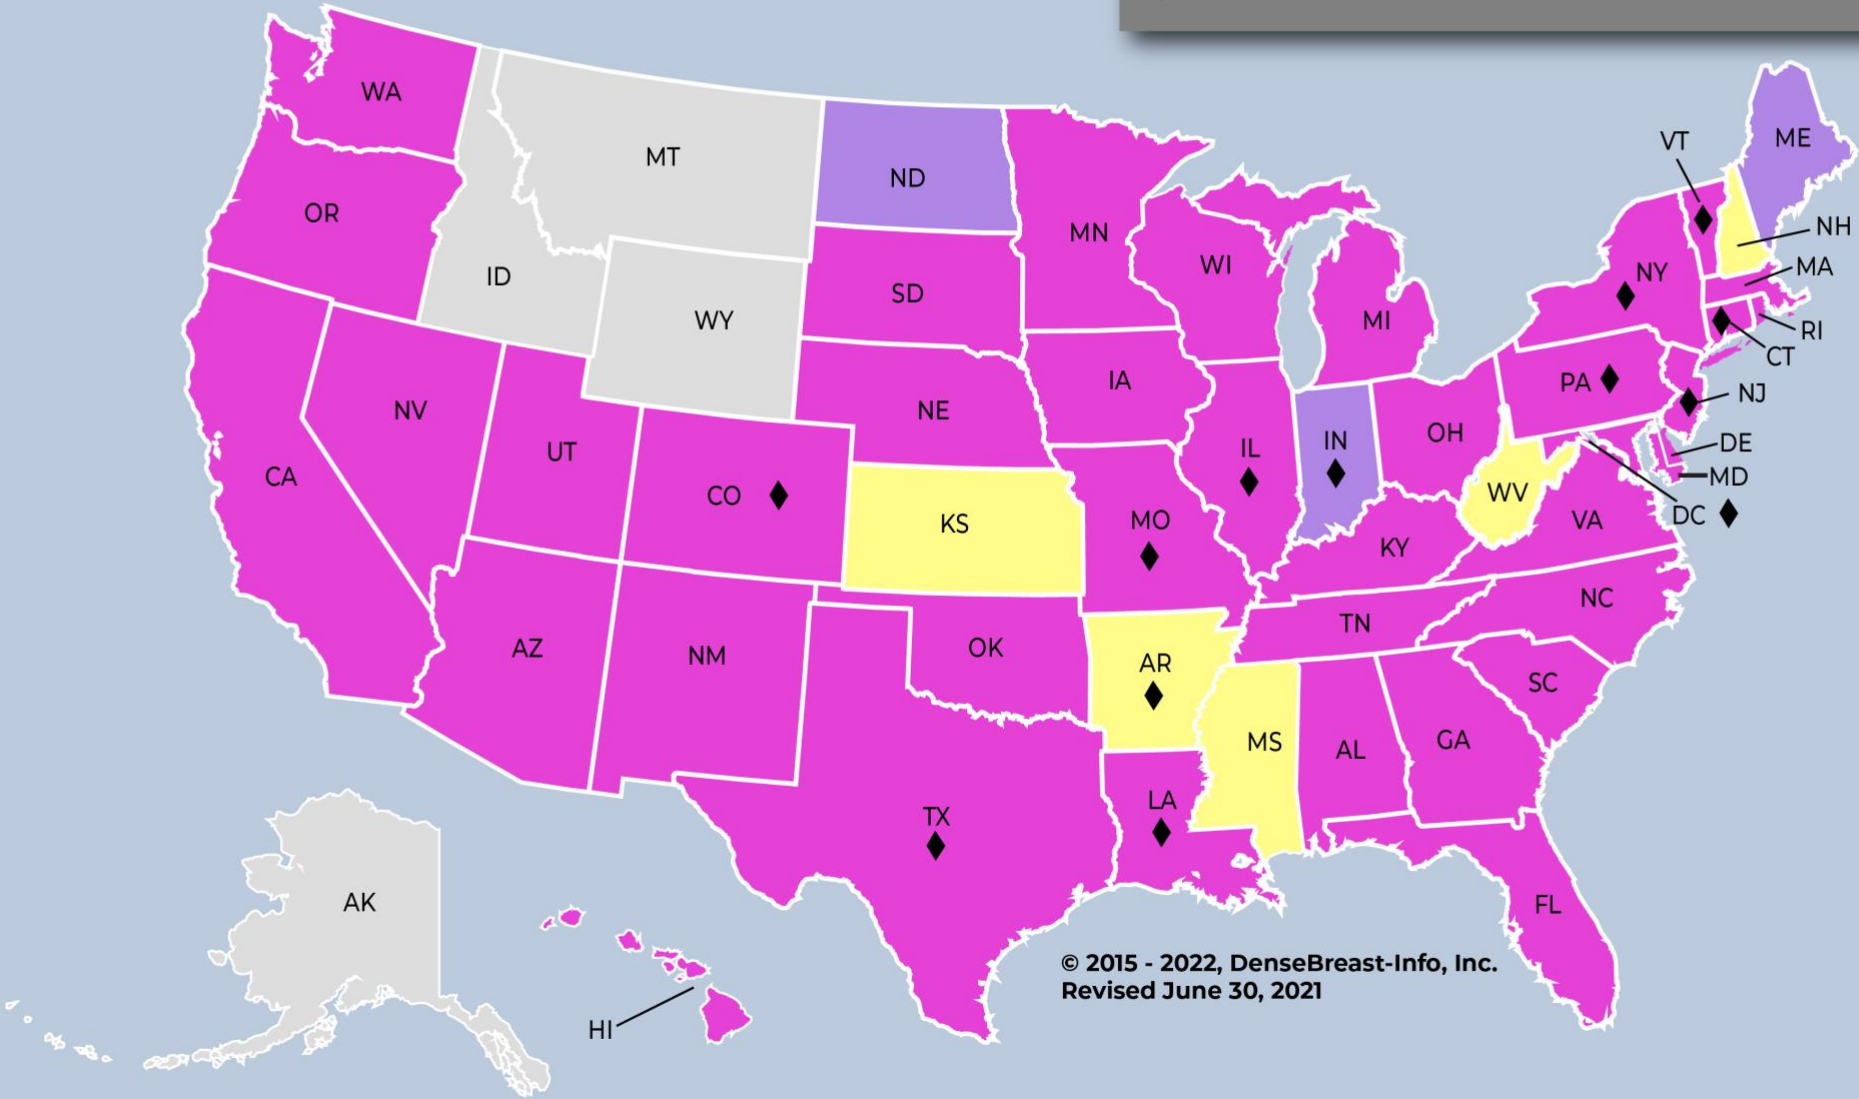 WA
MT
ND
ME
VT
OR
MN
NH
ID
WI
MA
NY
SD
WY
MI
RI
CT
IA
PA
NJ
NV
NE
OH
IN
DE
UT
IL
MD
CA
CO
WV
KS
MO
VA
DC
KY
NC
TN
AZ
NM
OK
AR
SC
MS
AL
GA
LA
TX
AK
FL
© 2015 - 2022, DenseBreast-Info, Inc.
Revised June 30, 2021
HI